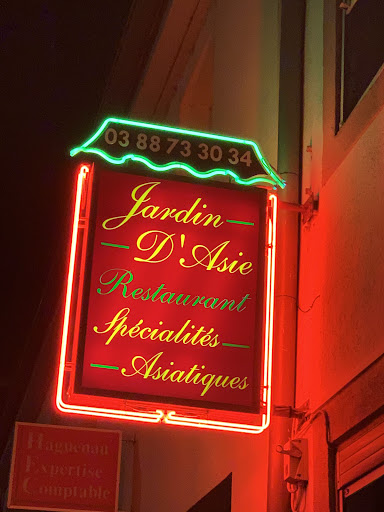 03 88 73 30 34
Jardin
D'Asie
Restaurant
Spécialités
Asiatiques
Haguenau
Expertise
Comptable